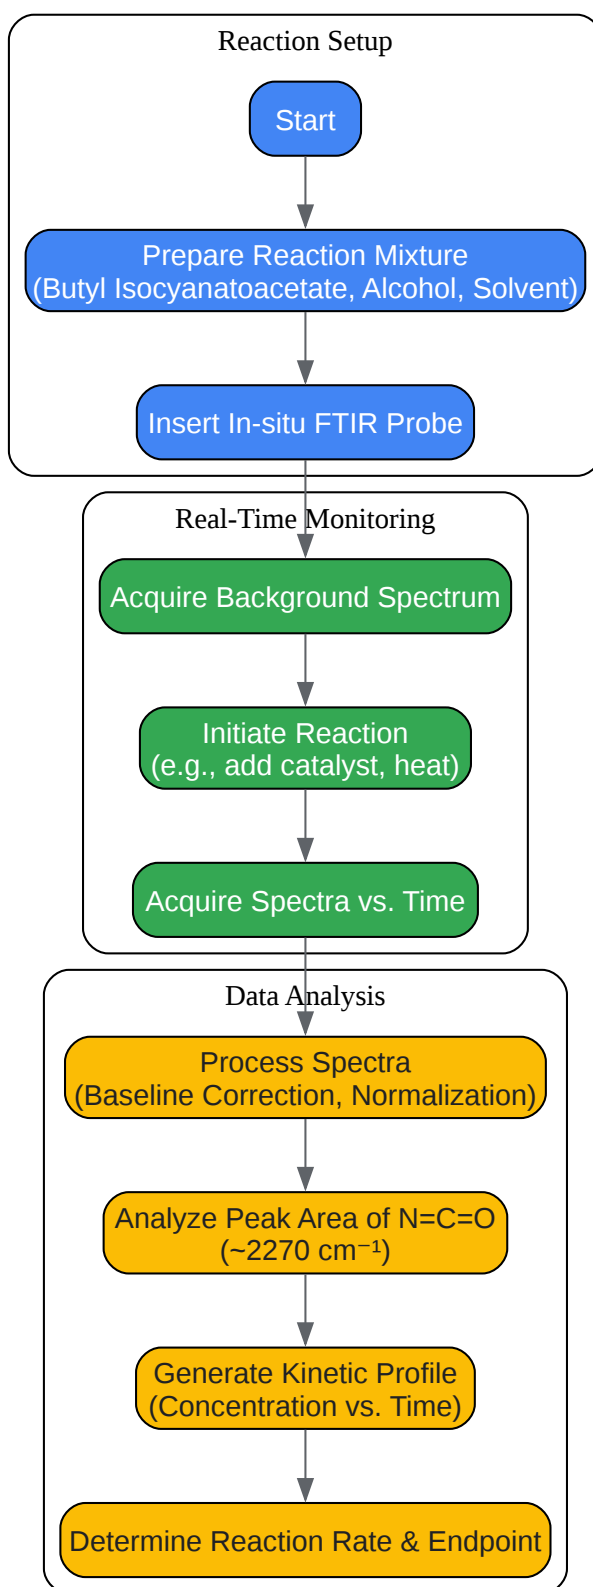 Reaction Setup
Start
Prepare Reaction Mixture
(Butyl Isocyanatoacetate, Alcohol, Solvent)
Insert In-situ FTIR Probe
Real-Time Monitoring
Acquire Background Spectrum
Initiate Reaction
(e.g., add catalyst, heat)
Acquire Spectra vs. Time
Data Analysis
Process Spectra
(Baseline Correction, Normalization)
Analyze Peak Area of N=C=O
(~2270 cm⁻¹)
Generate Kinetic Profile
(Concentration vs. Time)
Determine Reaction Rate & Endpoint